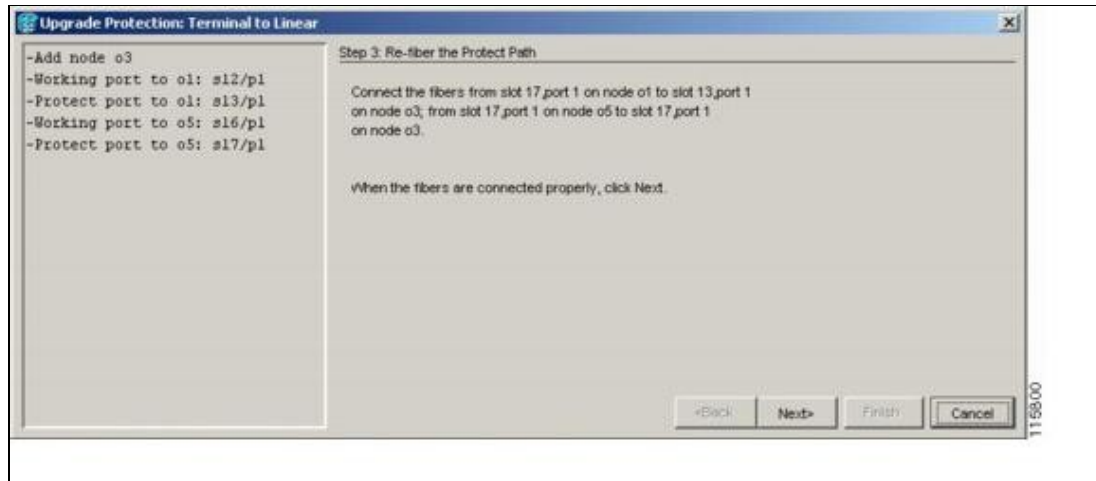 Upgrade Protection: Terminal to Linear
-Add node o3
-Working port to o1: s12/p1
-Protect port to o1: s13/p1
-Working port to o5: s16/p1
-Protect port to o5: s17/p1
Step 3: Re-fiber the Protect Path
Connect the fibers from slot 17,port 1 on node o1 to slot 13,port 1
on node o3; from slot 17,port 1 on node o5 to slot 17,port 1
on node o3.
When the fibers are connected properly, click Next.
<Back
Next>
Finish
Cancel
115800